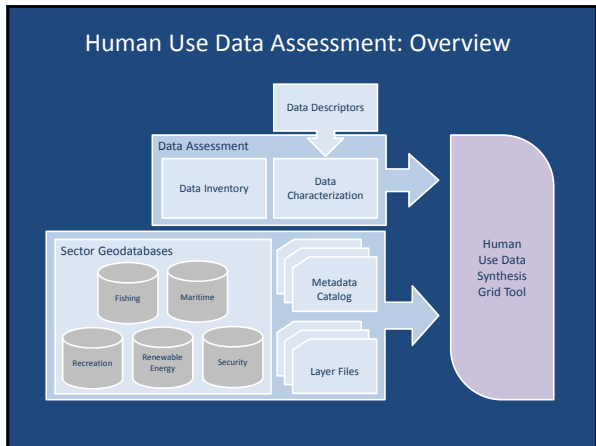 Human Use Data Assessment: Overview
Data Descriptors
Data Assessment
Data Inventory
Data
Characterization
Sector Geodatabases
Fishing
Maritime
Recreation
Renewable
Energy
Security
Metadata
Catalog
Layer Files
Human
Use Data
Synthesis
Grid Tool